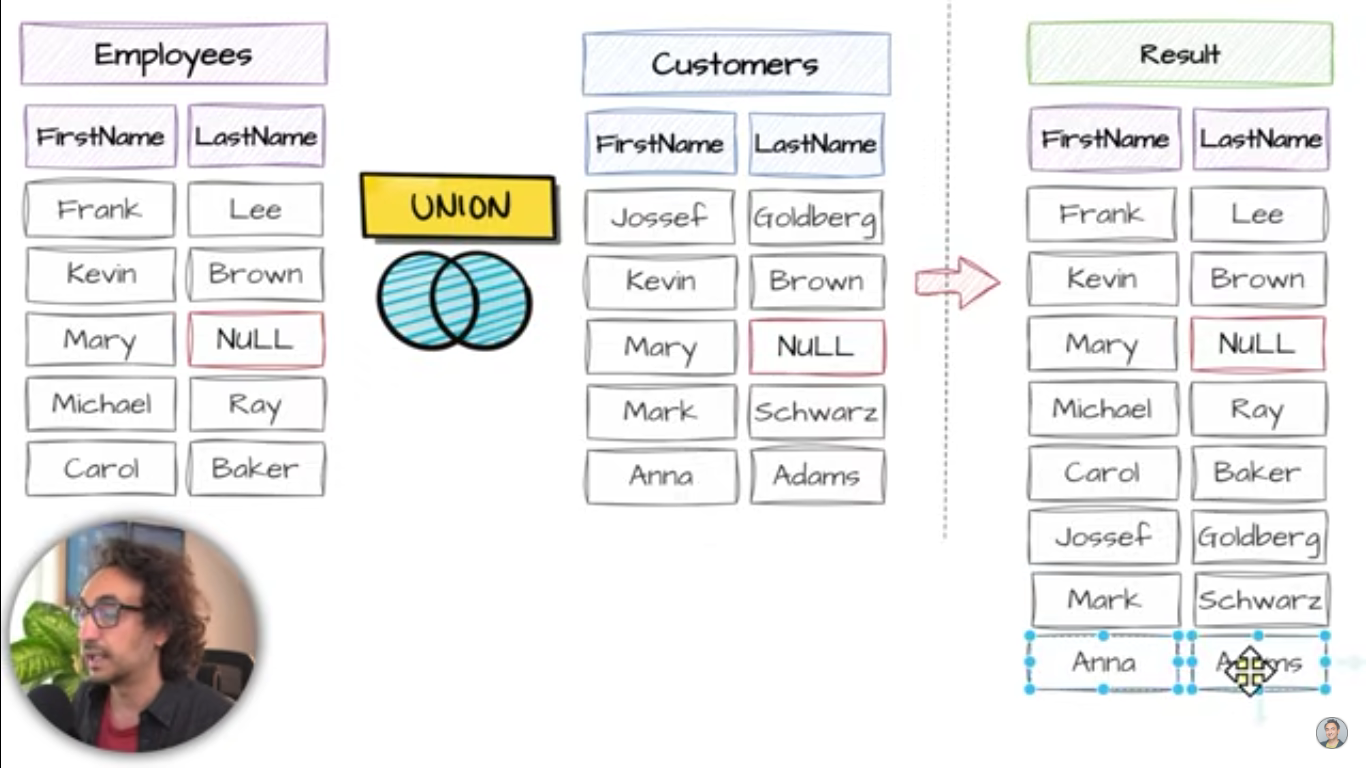 Employees
FirstName LastName
Frank Lee
Kevin Brown
Mary NULL
Michael Ray
Carol Baker
UNION
Customers
FirstName LastName
Jossef Goldberg
Kevin Brown
Mary NULL
Mark Schwarz
Anna Adams
Result
FirstName LastName
Frank Lee
Kevin Brown
Mary NULL
Michael Ray
Carol Baker
Jossef Goldberg
Mark Schwarz
Anna Adams